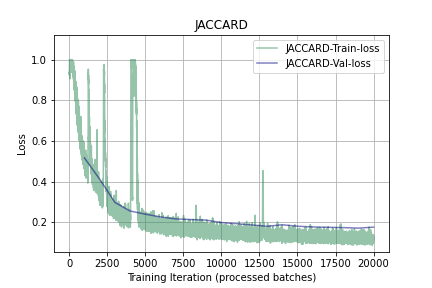 JACCARD
JACCARD-Train-loss
JACCARD-Val-loss
Loss
1.0
0.8
0.6
0.4
0.2
0 2500 5000 7500 10000 12500 15000 17500 20000
Training Iteration (processed batches)